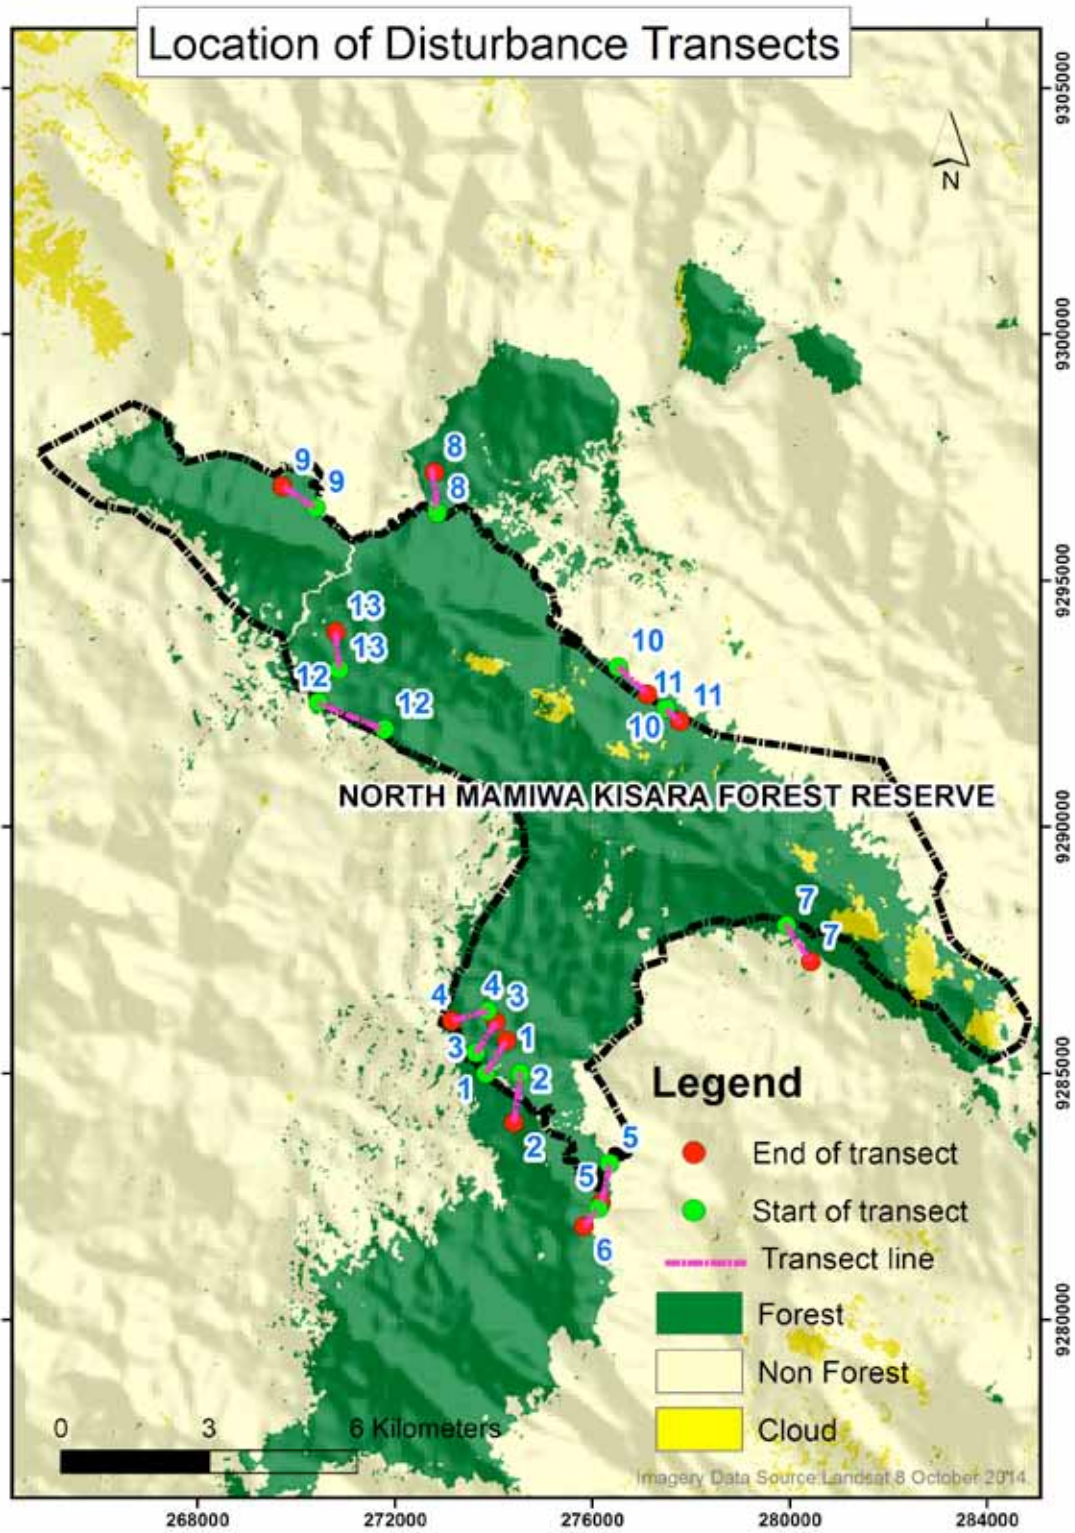 Location of Disturbance Transects
9305000
N
9300000
8
9
9
8
9295000
13
10
13
12
11
11
12
10
NORTH MAMIWA KISARA FOREST RESERVE
9290000
7
7
4
4
3
3
1
1
2
9285000
Legend
2
5
5
End of transect
6
Start of transect
Transect line
Forest
9280000
Non Forest
0 3 6 Kilometers
Cloud
Imagery Data Source:Landsat 8 October 2014
268000 272000 276000 280000 284000